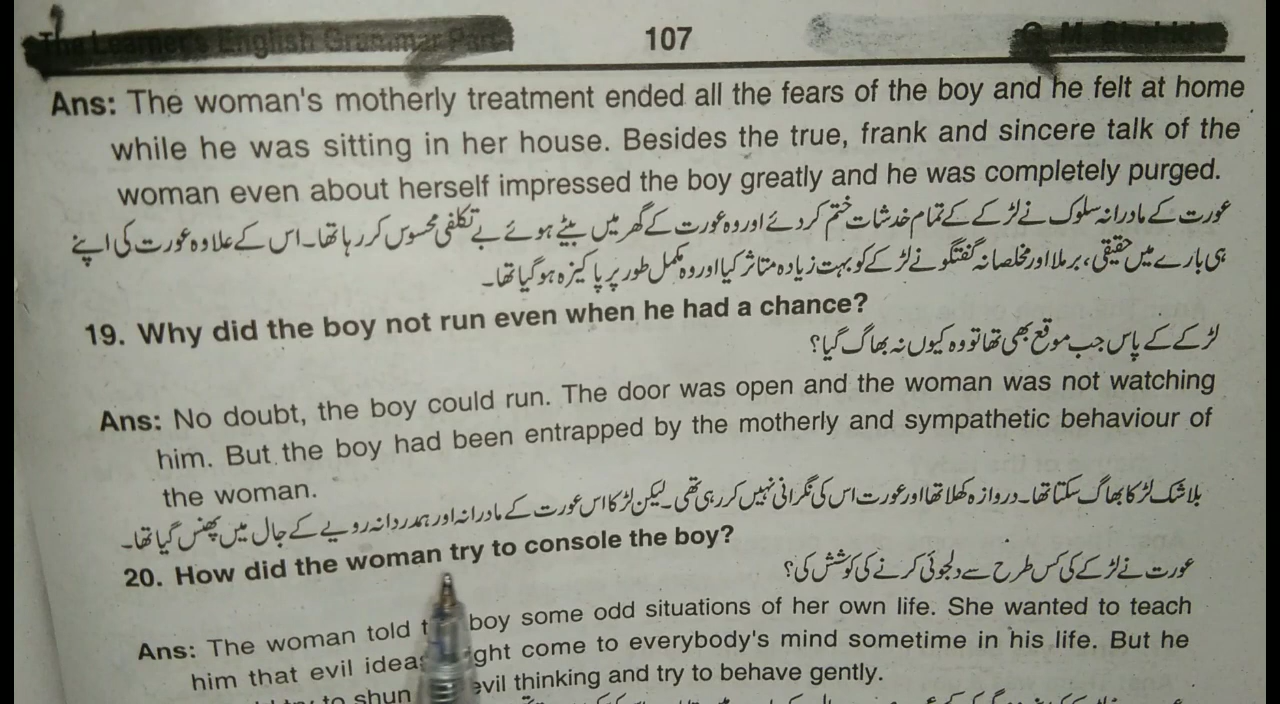 The Learner's English Grammar Part
107
Ans: The woman's motherly treatment ended all the fears of the boy and he felt at home
while he was sitting in her house. Besides the true, frank and sincere talk of the
woman even about herself impressed the boy greatly and he was completely purged.
عورت کے مادرانہ سلوک نے لڑکے کے تمام خدشات ختم کر دئے اور وہ عورت کے گھر میں بیٹے ہوئے بے تکلفی محسوس کر رہا تھا۔ اس کے علاوہ عورت کی اپنے
ہی بارے میں حقیقی، برملا اور مخلصانہ گفتگو نے لڑکے کو بہت زیادہ متاثر کیا اور وہ مکمل طور پر پاکیزہ ہو گیا تھا۔
19. Why did the boy not run even when he had a chance?
لڑکے کے پاس جب موقع بھی تھا تو وہ کیوں نہ بھاگ گیا؟
Ans: No doubt, the boy could run. The door was open and the woman was not watching
him. But the boy had been entrapped by the motherly and sympathetic behaviour of
the woman.
بلا شک لڑکا بھاگ سکتا تھا۔ دروازہ کھلا تھا اور عورت اس کی نگرانی نہیں کر رہی تھی۔ لیکن لڑکا اس عورت کے مادرانہ اور ہمدردانہ رویے کے جال میں پھنس گیا تھا۔
20. How did the woman try to console the boy?
عورت نے لڑکے کی کس طرح سے دلجوئی کرنے کی کوشش کی؟
Ans: The woman told boy some odd situations of her own life. She wanted to teach
him that evil come to everybody's mind sometime in his life. But he
to shun evil thinking and try to behave gently.